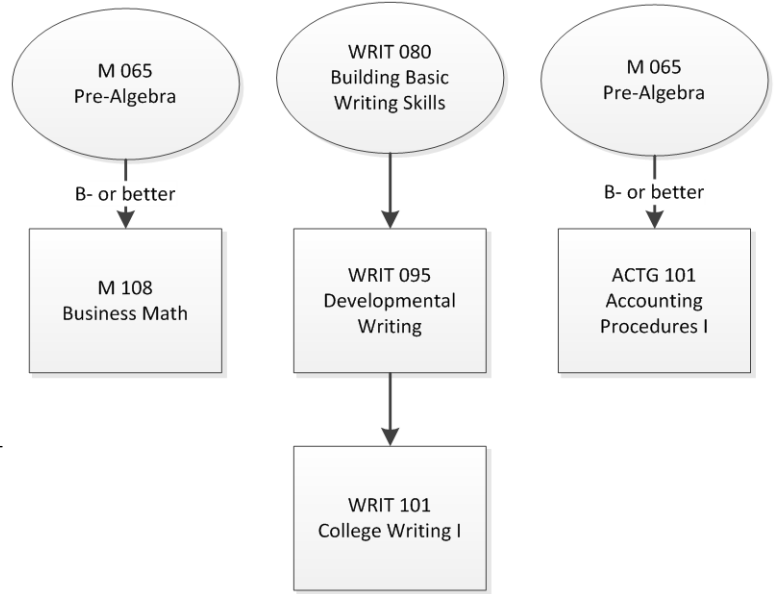 M 065
Pre-Algebra
B- or better
M 108
Business Math
WRIT 080
Building Basic
Writing Skills
WRIT 095
Developmental
Writing
WRIT 101
College Writing I
M 065
Pre-Algebra
B- or better
ACTG 101
Accounting
Procedures I